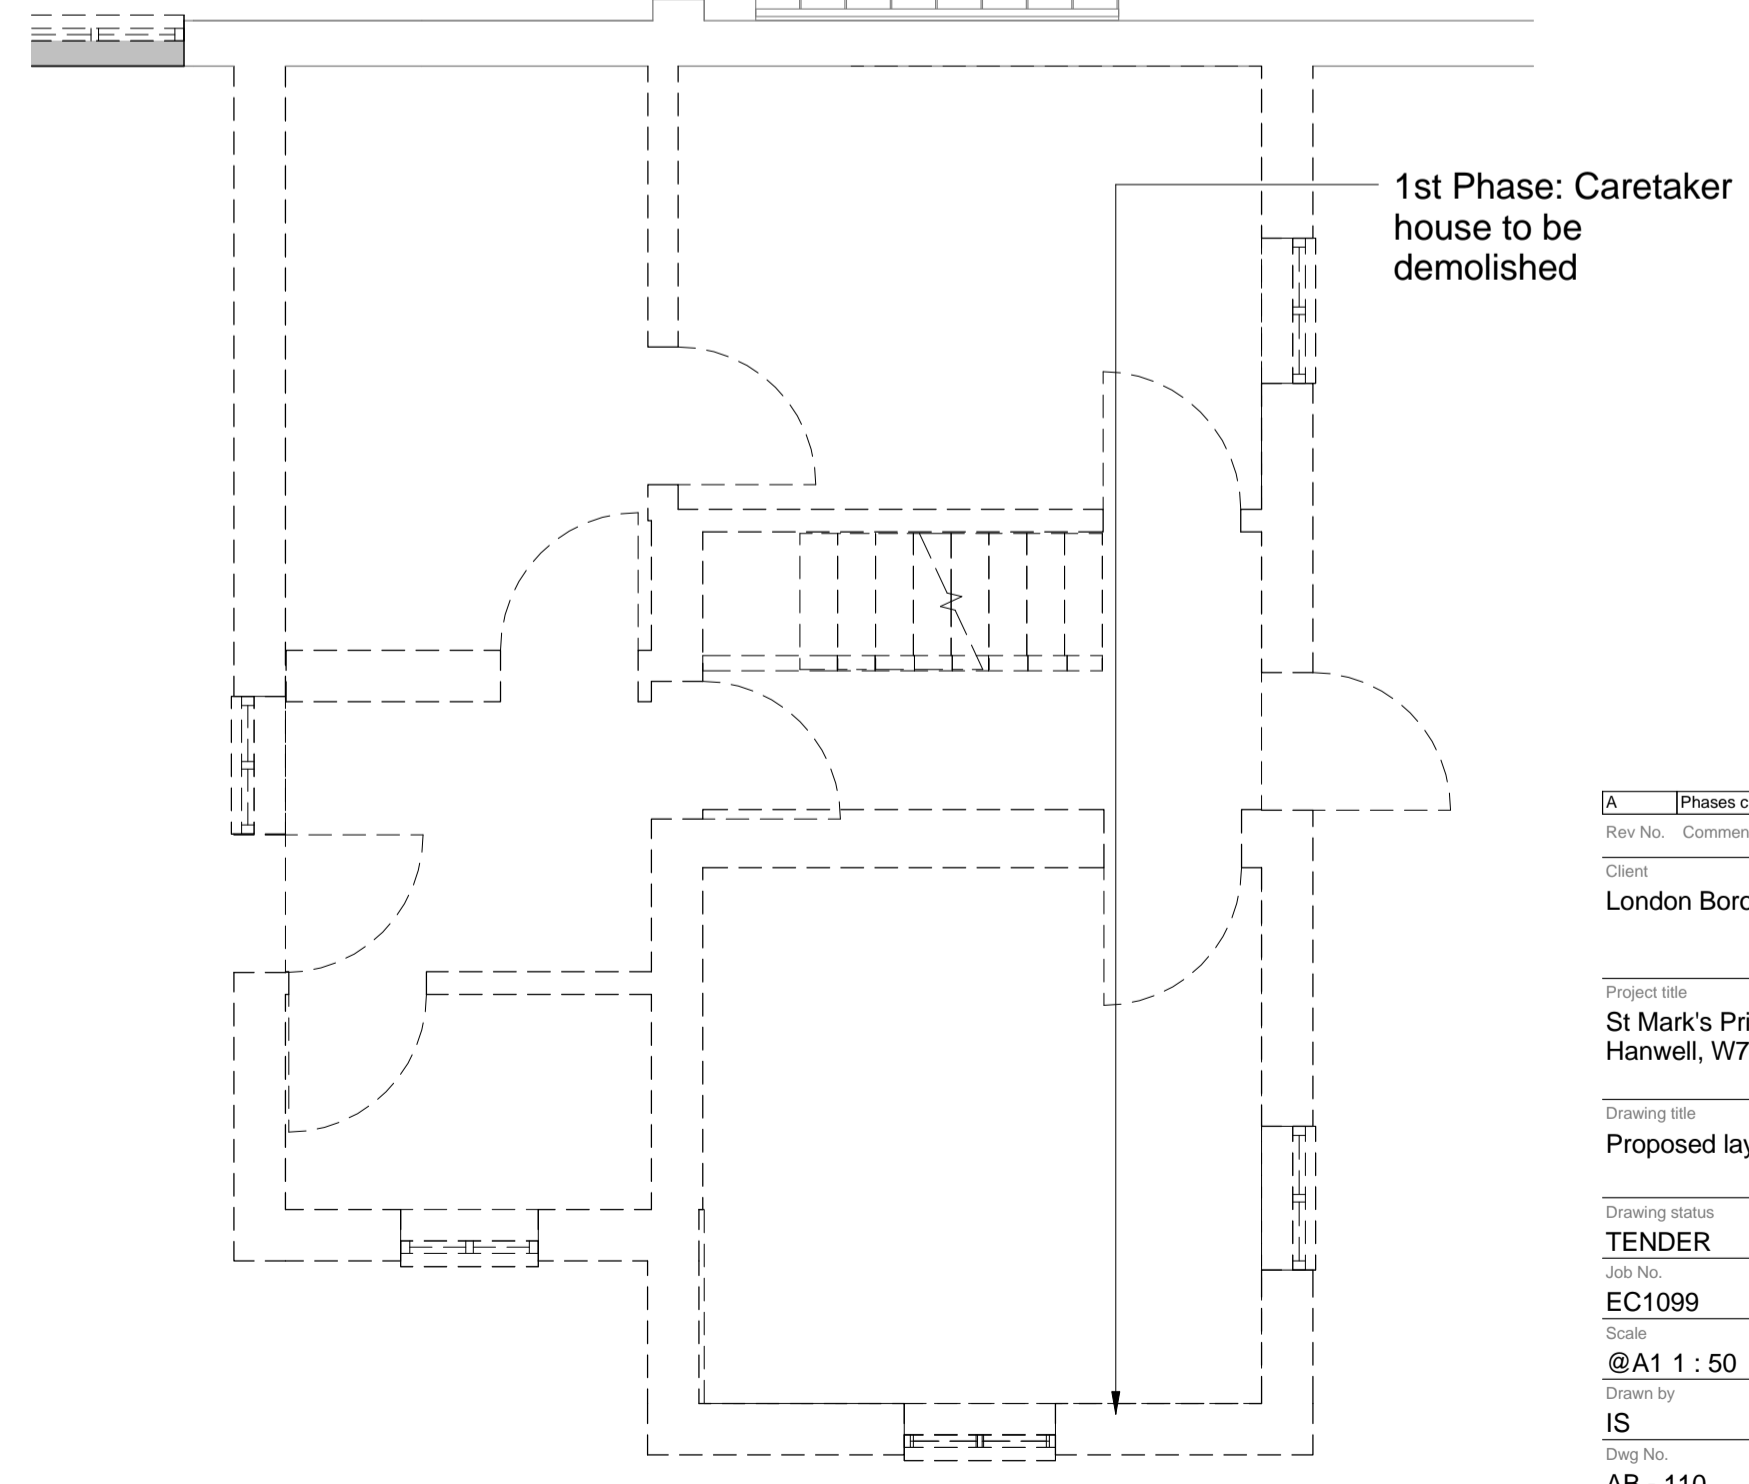 1st Phase: Caretaker
house to be
demolished
A Phases c
Rev No. Commen
Client
London Boro
Project title
St Mark's Pri
Hanwell, W7
Drawing title
Proposed lay
Drawing status
TENDER
Job No.
EC1099
Scale
@A1 1 : 50
Drawn by
IS
Dwg No.
AB - 110